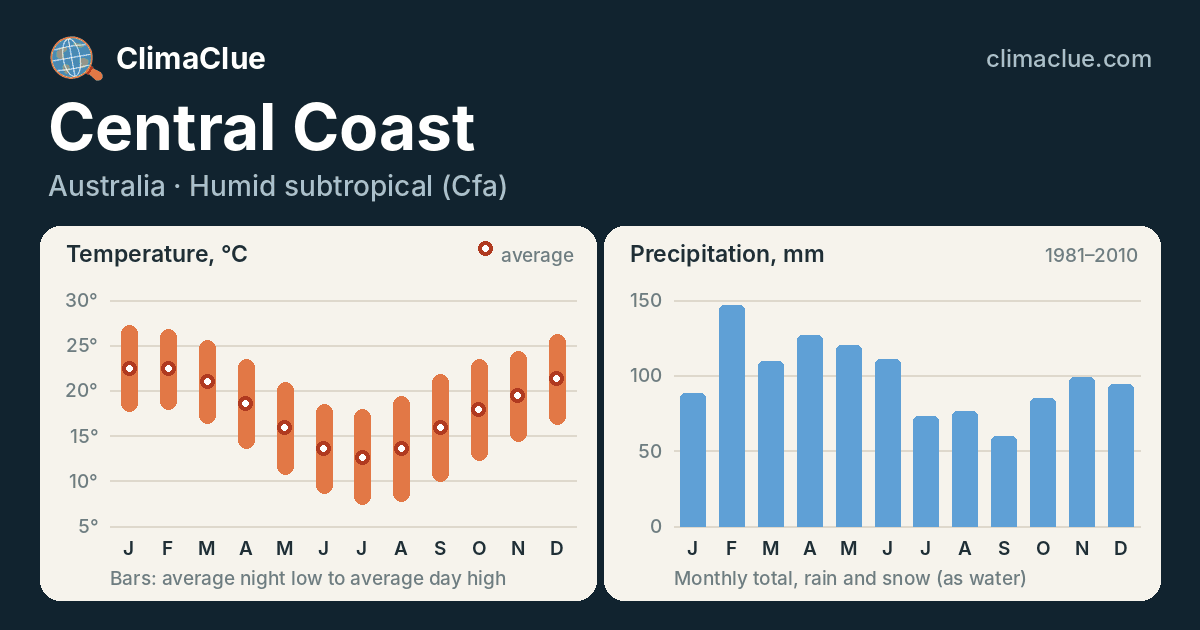 ClimaClue
climaclue.com
Central Coast
Australia · Humid subtropical (Cfa)
Temperature, °C
average
30°
25°
20°
15°
10°
5°
J F M A M J J A S O N D
Bars: average night low to average day high
Precipitation, mm
1981–2010
150
100
50
0
J F M A M J J A S O N D
Monthly total, rain and snow (as water)